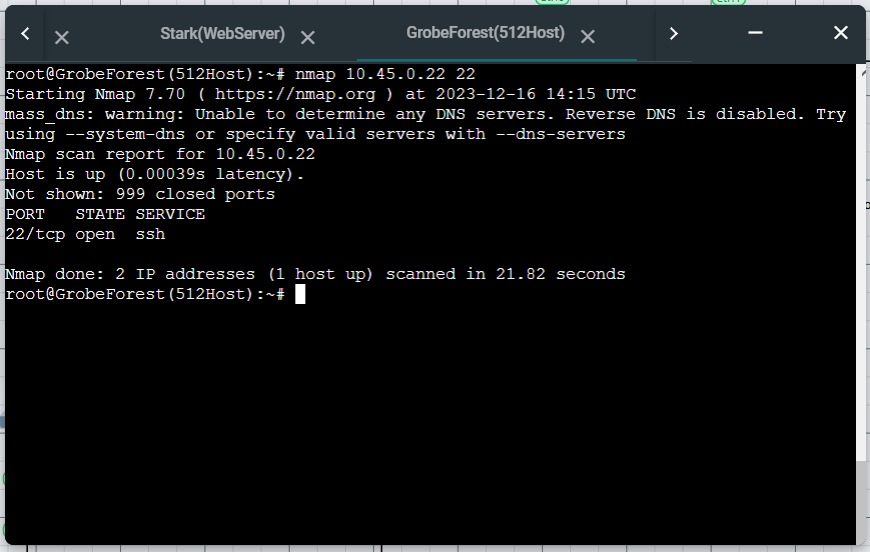 Stark(WebServer) GrobeForest(512Host)
root@GrobeForest(512Host):~# nmap 10.45.0.22 22
Starting Nmap 7.70 ( https://nmap.org ) at 2023-12-16 14:15 UTC
mass_dns: warning: Unable to determine any DNS servers. Reverse DNS is disabled. Try
using --system-dns or specify valid servers with --dns-servers
Nmap scan report for 10.45.0.22
Host is up (0.00039s latency).
Not shown: 999 closed ports
PORT   STATE SERVICE
22/tcp open  ssh
Nmap done: 2 IP addresses (1 host up) scanned in 21.82 seconds
root@GrobeForest(512Host):~#